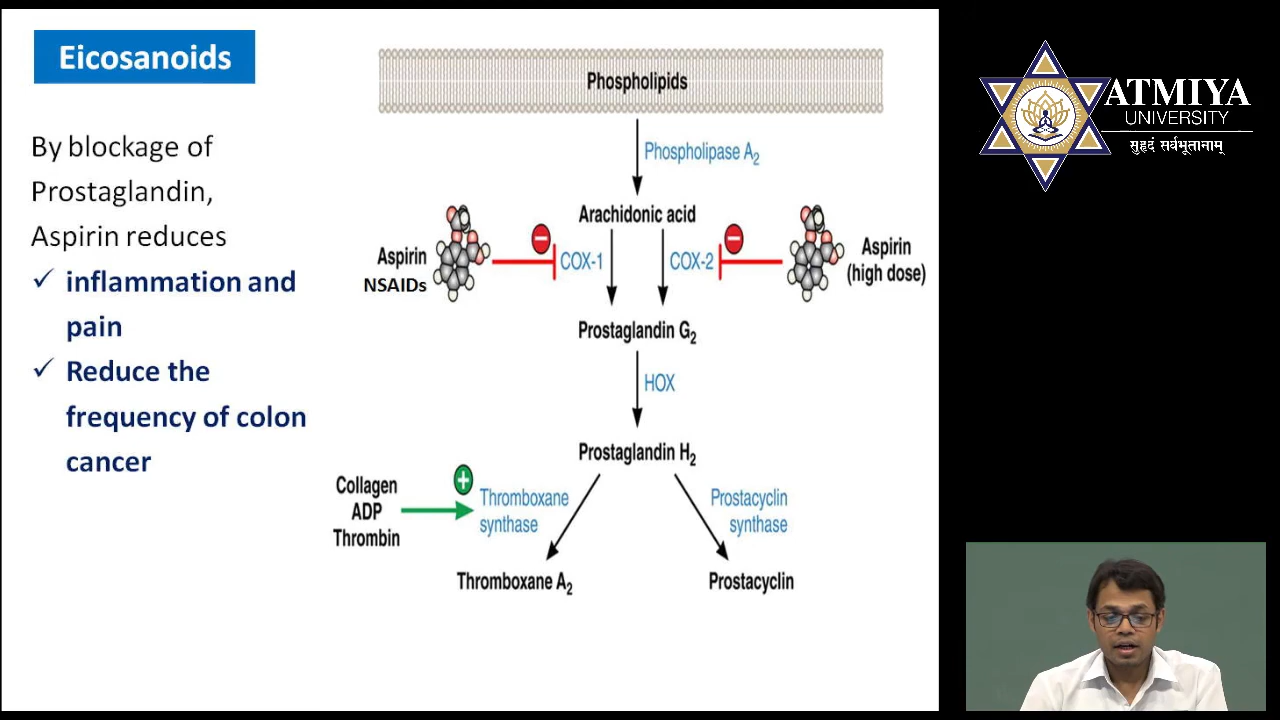 Eicosanoids
By blockage of
Prostaglandin,
Aspirin reduces
✓ inflammation and
pain
✓ Reduce the
frequency of colon
cancer
Phospholipids
Phospholipase A₂
Arachidonic acid
Aspirin
NSAIDs
COX-1
COX-2
Aspirin
(high dose)
Prostaglandin G₂
HOX
Prostaglandin H₂
Collagen
ADP
Thrombin
Thromboxane
synthase
Prostacyclin
synthase
Thromboxane A₂
Prostacyclin
ATMIYA
UNIVERSITY
सुहृदं सर्वभूतानाम्